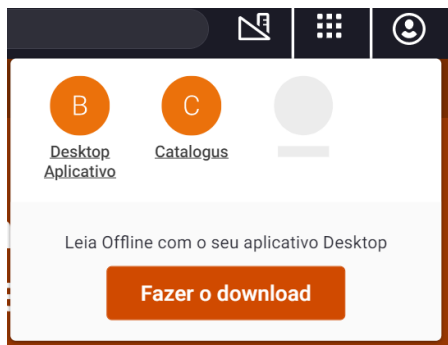 B
C
Desktop
Aplicativo
Catalogus
Leia Offline com o seu aplicativo Desktop
Fazer o download